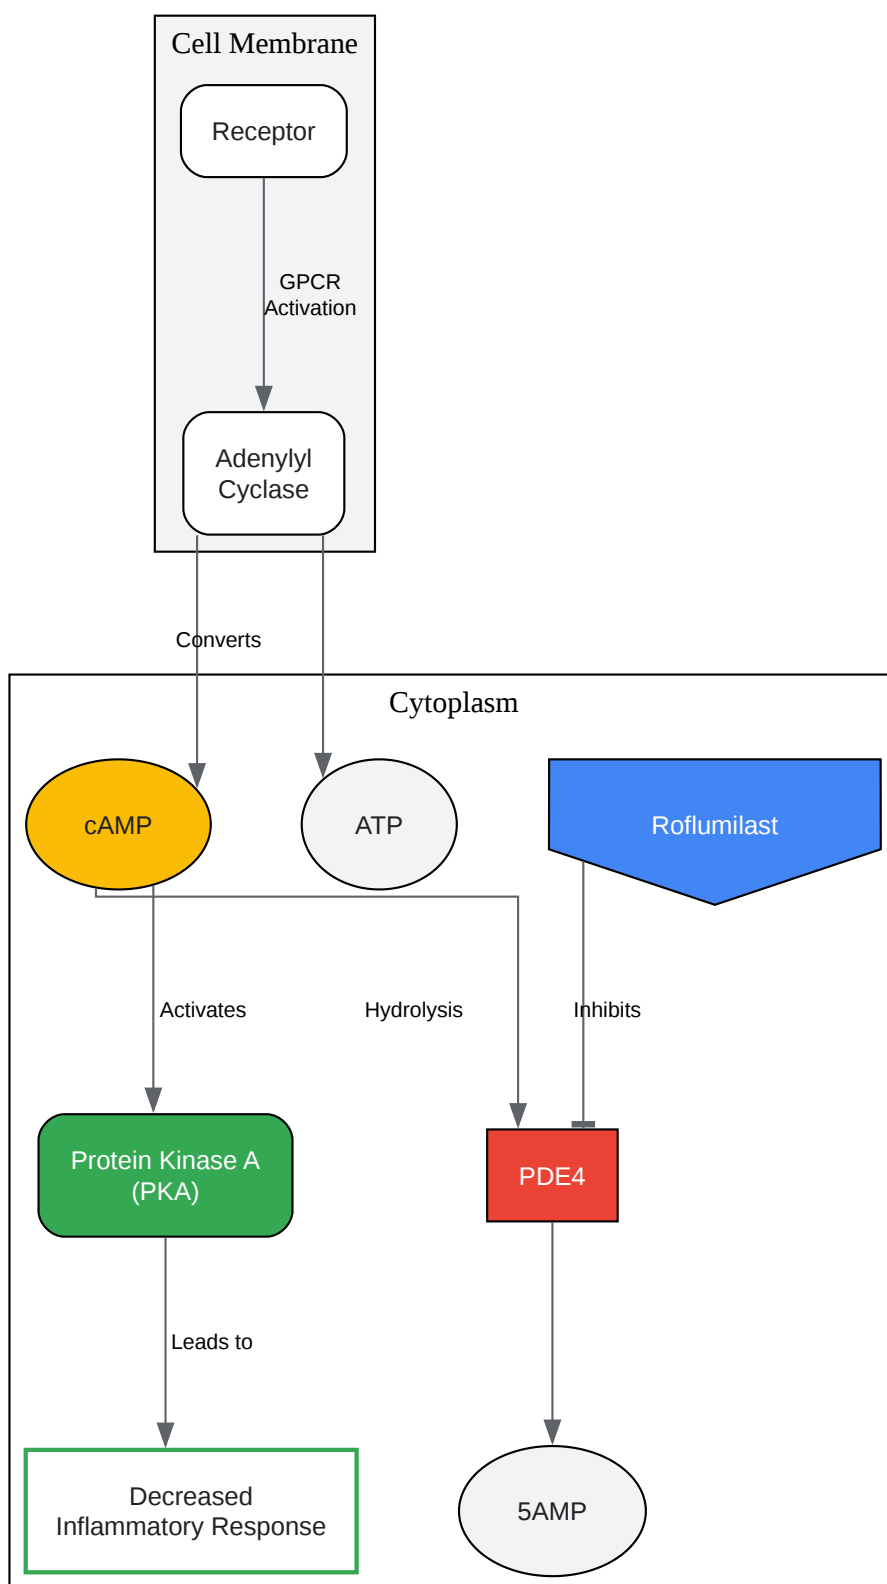 Cell Membrane
Receptor
GPCR
Activation
Adenylyl
Cyclase
Converts
Cytoplasm
cAMP
ATP
Roflumilast
Activates
Hydrolysis
Inhibits
Protein Kinase A
(PKA)
PDE4
Leads to
Decreased
Inflammatory Response
5AMP